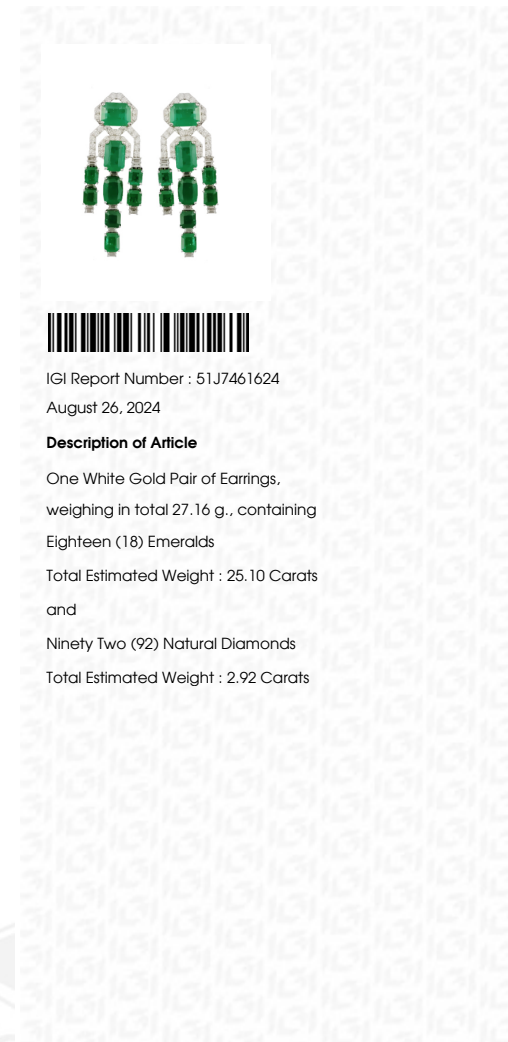 IGI Report Number : 51J7461624
August 26, 2024
Description of Article
One White Gold Pair of Earrings,
weighing in total 27.16 g., containing
Eighteen (18) Emeralds
Total Estimated Weight : 25.10 Carats
and
Ninety Two (92) Natural Diamonds
Total Estimated Weight : 2.92 Carats